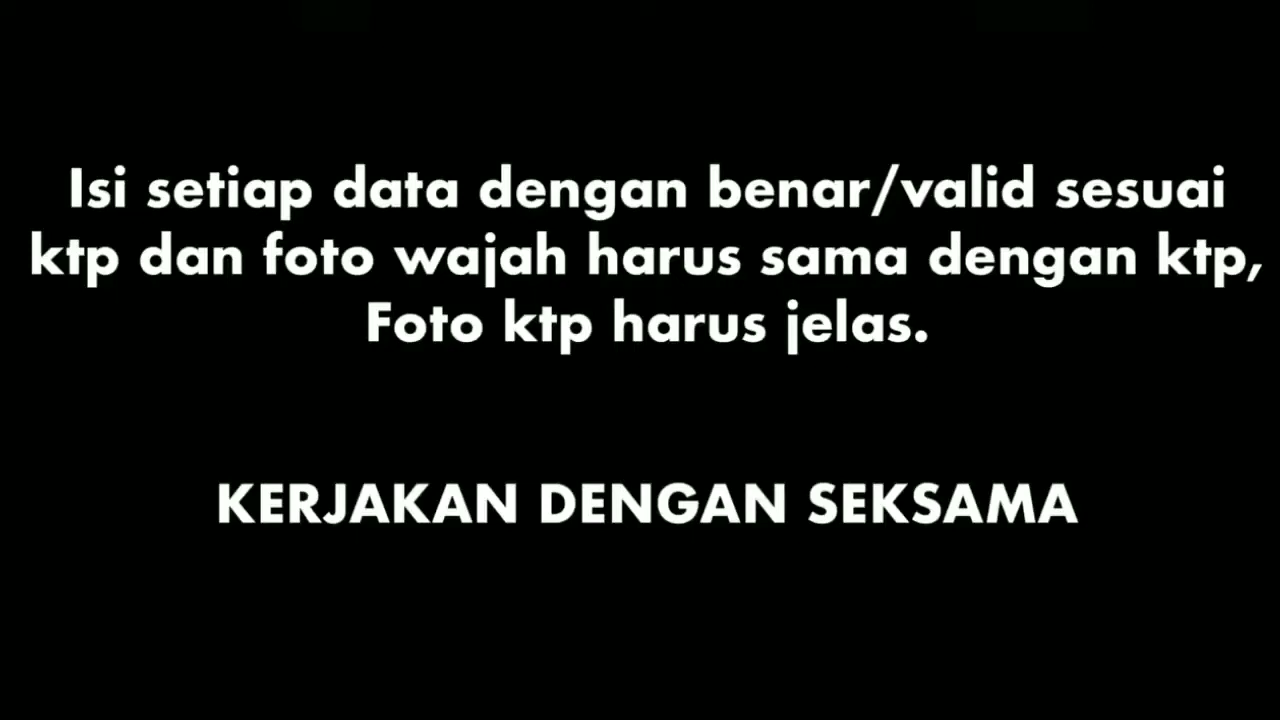 Isi setiap data dengan benar/valid sesuai
ktp dan foto wajah harus sama dengan ktp,
Foto ktp harus jelas.
KERJAKAN DENGAN SEKSAMA